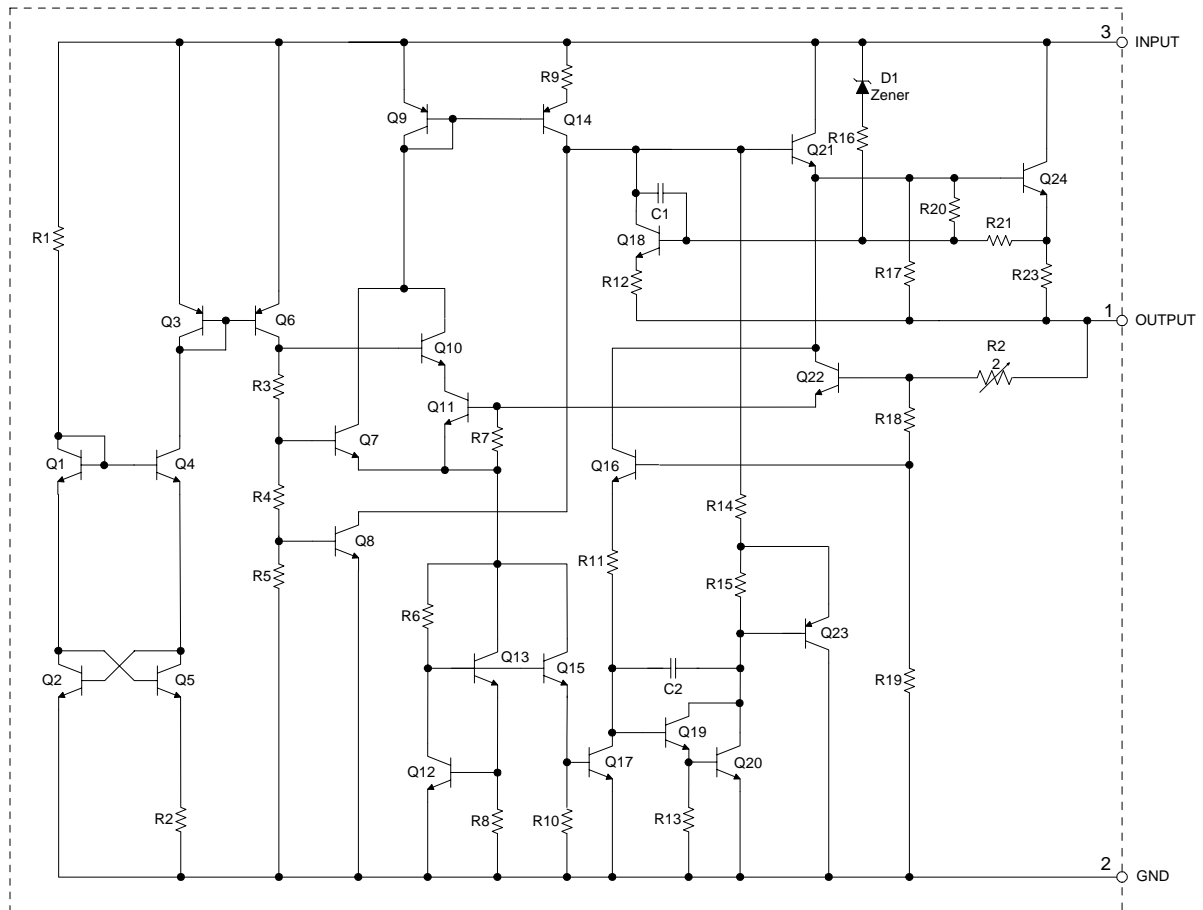 3
INPUT
R9
D1
Zener
Q9
Q14
R16
Q21
Q24
C1
R20
R21
R1
Q18
R12
R17
R23
1
OUTPUT
Q3
Q6
R3
Q10
Q22
R2
2
Q11
R7
R18
Q7
Q1
Q4
Q16
R4
R14
Q8
R5
R11
R15
R6
Q23
Q2
Q5
Q13
Q15
C2
R19
Q12
Q19
Q17
Q20
R2
R8
R10
R13
2
GND